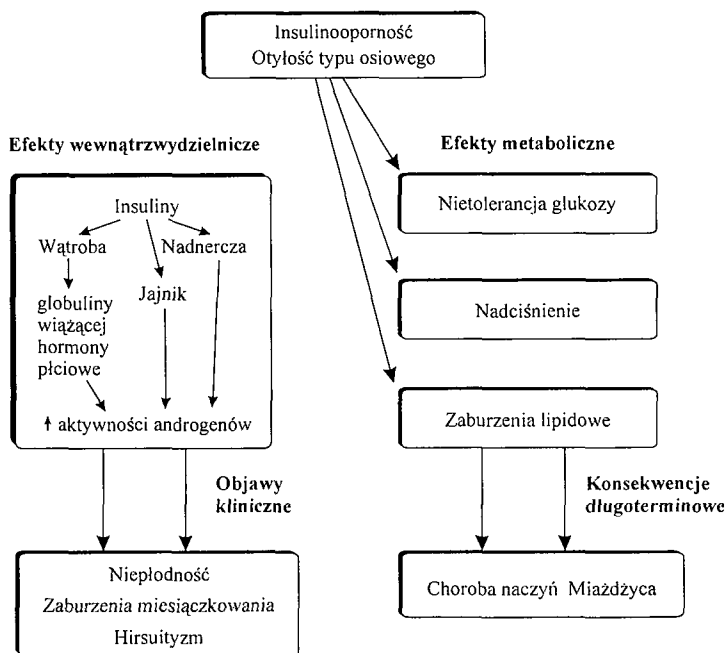 Insulinooporność
Otyłość typu osiowego
Efekty wewnątrzwydzielnicze
Insuliny
Wątroba
Nadnercza
Jajnik
globuliny
wiążącej
hormony
płciowe
↑ aktywności androgenów
Objawy
kliniczne
Niepłodność
Zaburzenia miesiączkowania
Hirsuityzm
Efekty metaboliczne
Nietolerancja glukozy
Nadciśnienie
Zaburzenia lipidowe
Konsekwencje
długoterminowe
Choroba naczyń Miażdżyca